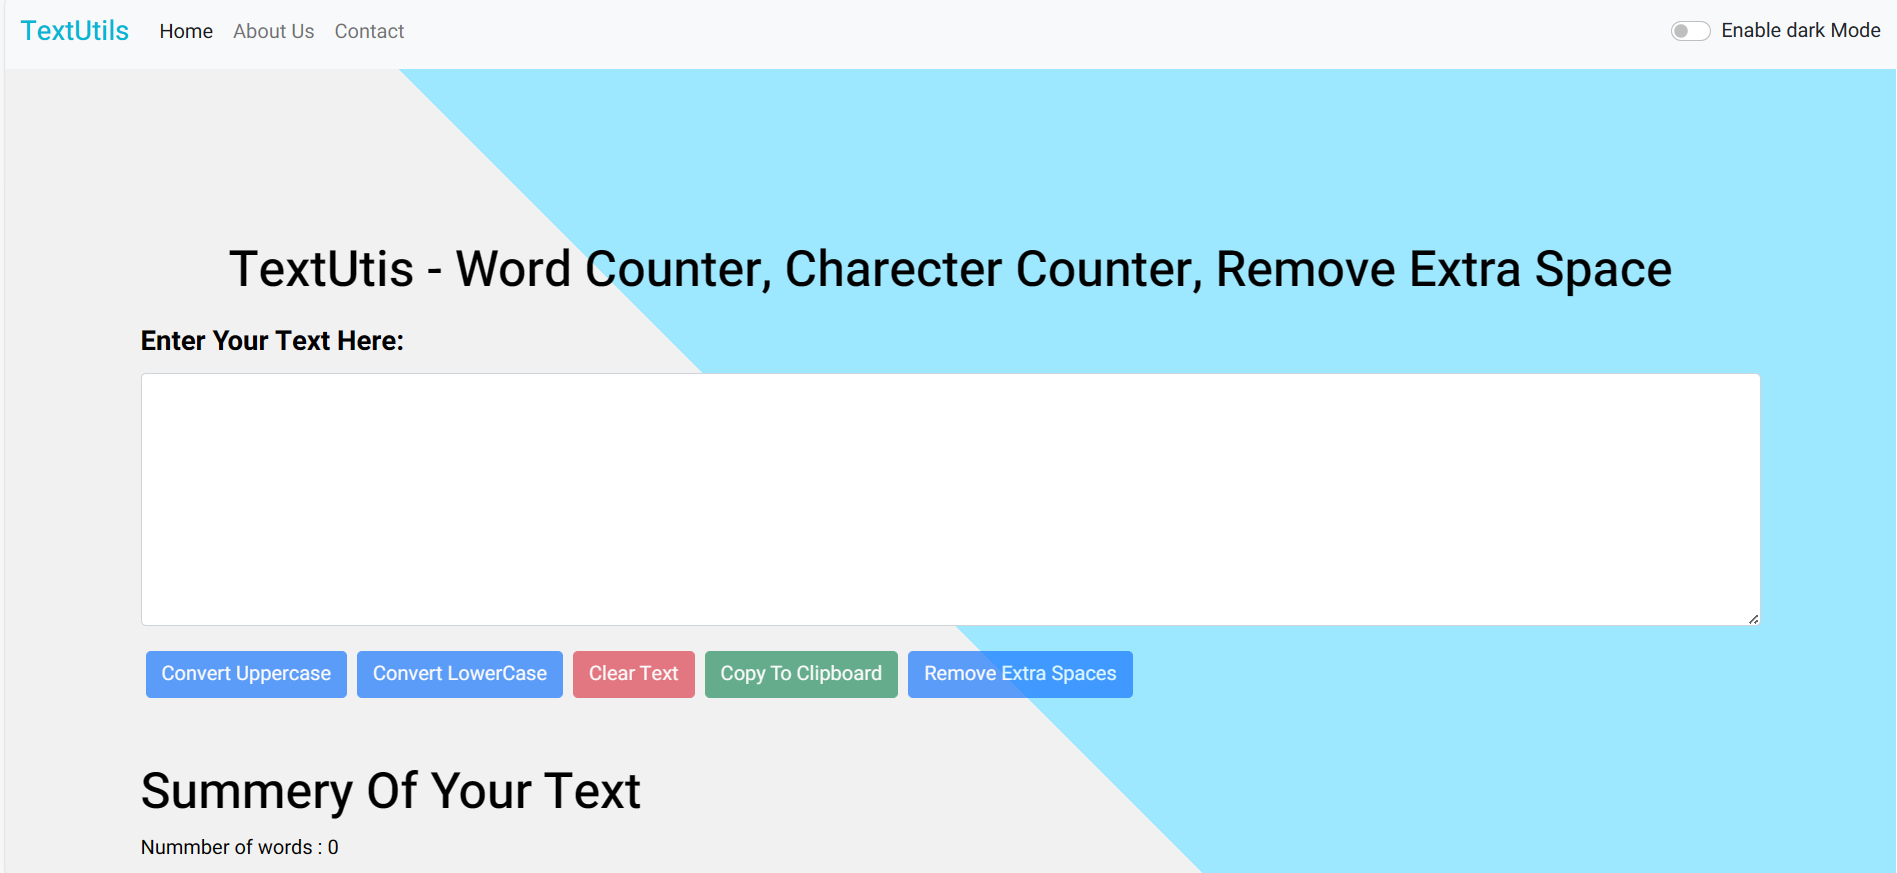 TextUtils Home About Us Contact Enable dark Mode
TextUtis - Word Counter, Charecter Counter, Remove Extra Space
Enter Your Text Here:
Convert Uppercase Convert LowerCase Clear Text Copy To Clipboard Remove Extra Spaces
Summery Of Your Text
Nummber of words : 0